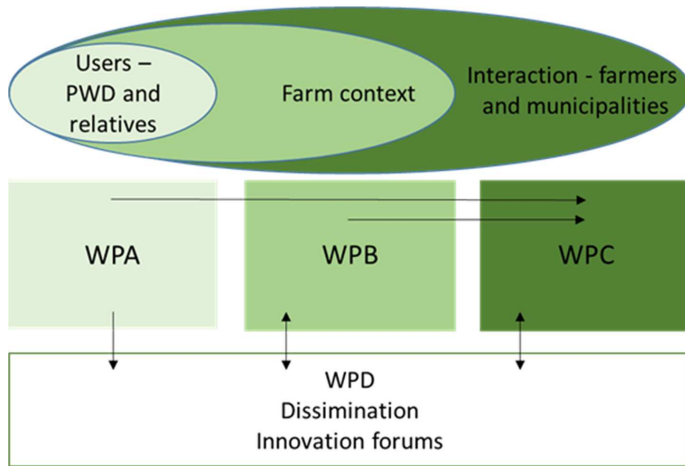 Users –
PWD and
relatives
Farm context
Interaction - farmers
and municipalities
WPA
WPB
WPC
WPD
Dissimination
Innovation forums